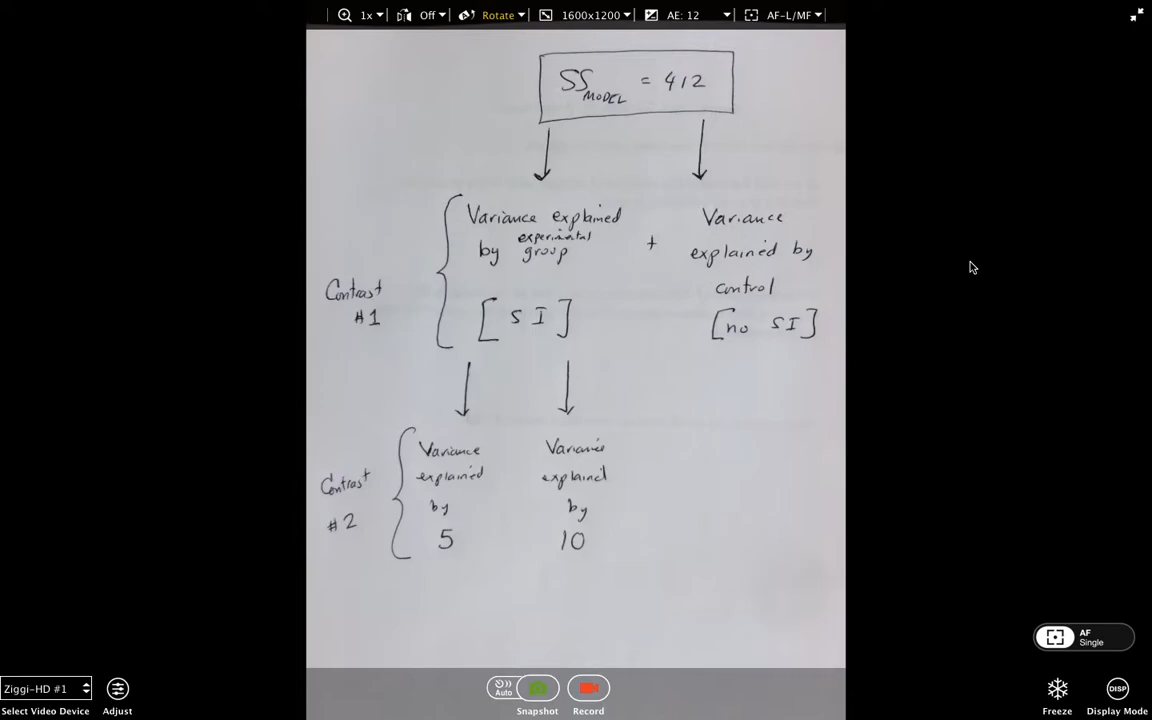 1x
Off
Rotate
1600x1200
AE: 12
AF-L/MF
SS MODEL = 412
Variance explained
by experimental group
[ SI ]
+
Variance
explained by
control
[no SI]
Contrast
#1
Variance
explained
by
5
Variance
explained
by
10
Contrast
#2
AF
Single
Ziggi-HD #1
Select Video Device
Adjust
Auto
Snapshot
Record
Freeze
DISP
Display Mode